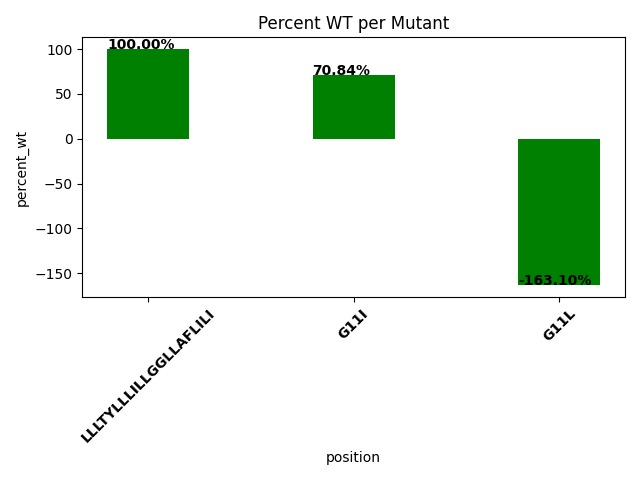 Percent WT per Mutant
percent_wt
100
50
0
−50
−100
−150
100.00%
70.84%
-163.10%
LLLTYLLLILLGGLLAFLILI
G11I
G11L
position